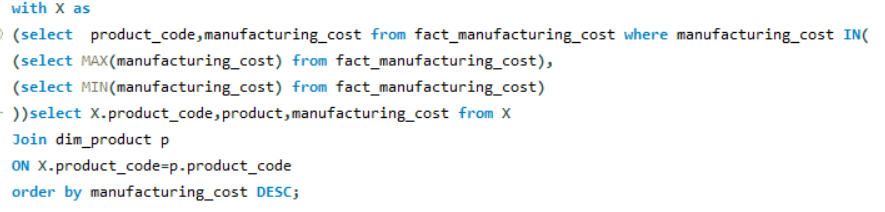 with X as
(select  product_code,manufacturing_cost from fact_manufacturing_cost where manufacturing_cost IN(
(select MAX(manufacturing_cost) from fact_manufacturing_cost),
(select MIN(manufacturing_cost) from fact_manufacturing_cost)
))select X.product_code,product,manufacturing_cost from X
Join dim_product p
ON X.product_code=p.product_code
order by manufacturing_cost DESC;